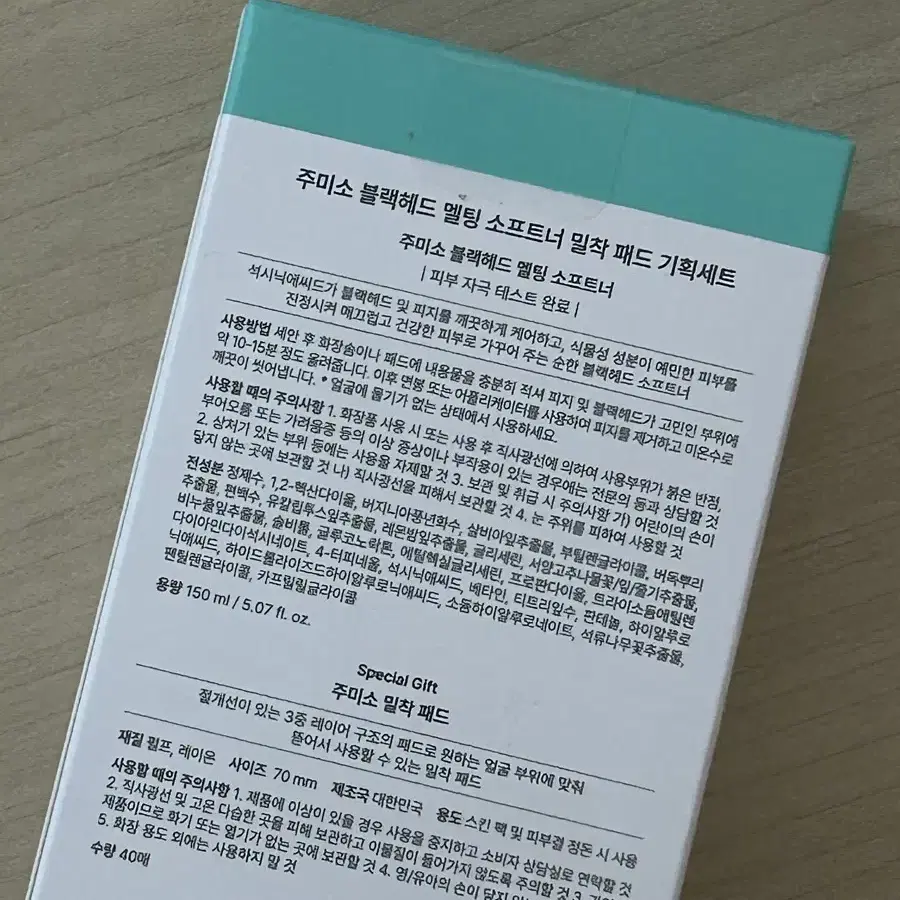 주미소 블랙헤드 멜팅 소프트너 밀착 패드 기획세트
주미소 블랙헤드 멜팅 소프트너
| 피부 자극 테스트 완료 |
석시닉애씨드가 블랙헤드 및 피지를 깨끗하게 케어하고, 식물성 성분이 예민한 피부를
진정시켜 매끄럽고 건강한 피부로 가꾸어 주는 순한 블랙헤드 소프트너
사용방법 세안 후 화장솜이나 패드에 내용물을 충분히 적셔 피지 및 블랙헤드가 고민인 부위에
약 10-15분 정도 올려줍니다. 이후 면봉 또는 어플리케이터를 사용하여 피지를 제거하고 미온수로
깨끗이 씻어냅니다. * 얼굴에 물기가 없는 상태에서 사용하세요.
사용할 때의 주의사항 1. 화장품 사용 시 또는 사용 후 직사광선에 의하여 사용부위가 붉은 반점,
부어오름 또는 가려움증 등의 이상 증상이나 부작용이 있는 경우에는 전문의 등과 상담할 것
2. 상처가 있는 부위 등에는 사용을 자제할 것 3. 보관 및 취급 시 주의사항 가) 어린이의 손이
닿지 않는 곳에 보관할 것 나) 직사광선을 피해서 보관할 것 4. 눈 주위를 피하여 사용할 것
전성분 정제수, 1,2-헥산다이올, 버지니아풍년화수, 살비아잎추출물, 부틸렌글라이콜, 버독뿌리
추출물, 편백수, 유칼립투스잎추출물, 레몬밤잎추출물, 글리세린, 서양고추나물꽃/잎/줄기추출물,
비누풀잎추출물, 솔비톨, 글루코노락톤, 에틸헥실글리세린, 프로판다이올, 트라이소듐에틸렌
다이아민다이석시네이트, 4-터피네올, 석시닉애씨드, 베타인, 티트리잎수, 판테놀, 하이알루로
닉애씨드, 하이드롤라이즈드하이알루로닉애씨드, 소듐하이알루로네이트, 석류나무꽃추출물,
펜틸렌글라이콜, 카프릴릴글라이콜
용량 150 ml / 5.07 fl. oz.
Special Gift
주미소 밀착 패드
절개선이 있는 3중 레이어 구조의 패드로 원하는 얼굴 부위에 맞춰
뜯어서 사용할 수 있는 밀착 패드
재질 펄프, 레이온 사이즈 70 mm 제조국 대한민국 용도 스킨 팩 및 피부결 정돈 시 사용
사용할 때의 주의사항 1. 제품에 이상이 있을 경우 사용을 중지하고 소비자 상담실로 연락할 것
2. 직사광선 및 고온 다습한 곳을 피해 보관하고 이물질이 들어가지 않도록 주의할 것 3.
제품이므로 화기 또는 열기가 없는 곳에 보관할 것 4. 영/유아의 손이 닿지
5. 화장 용도 외에는 사용하지 말 것
수량 40매